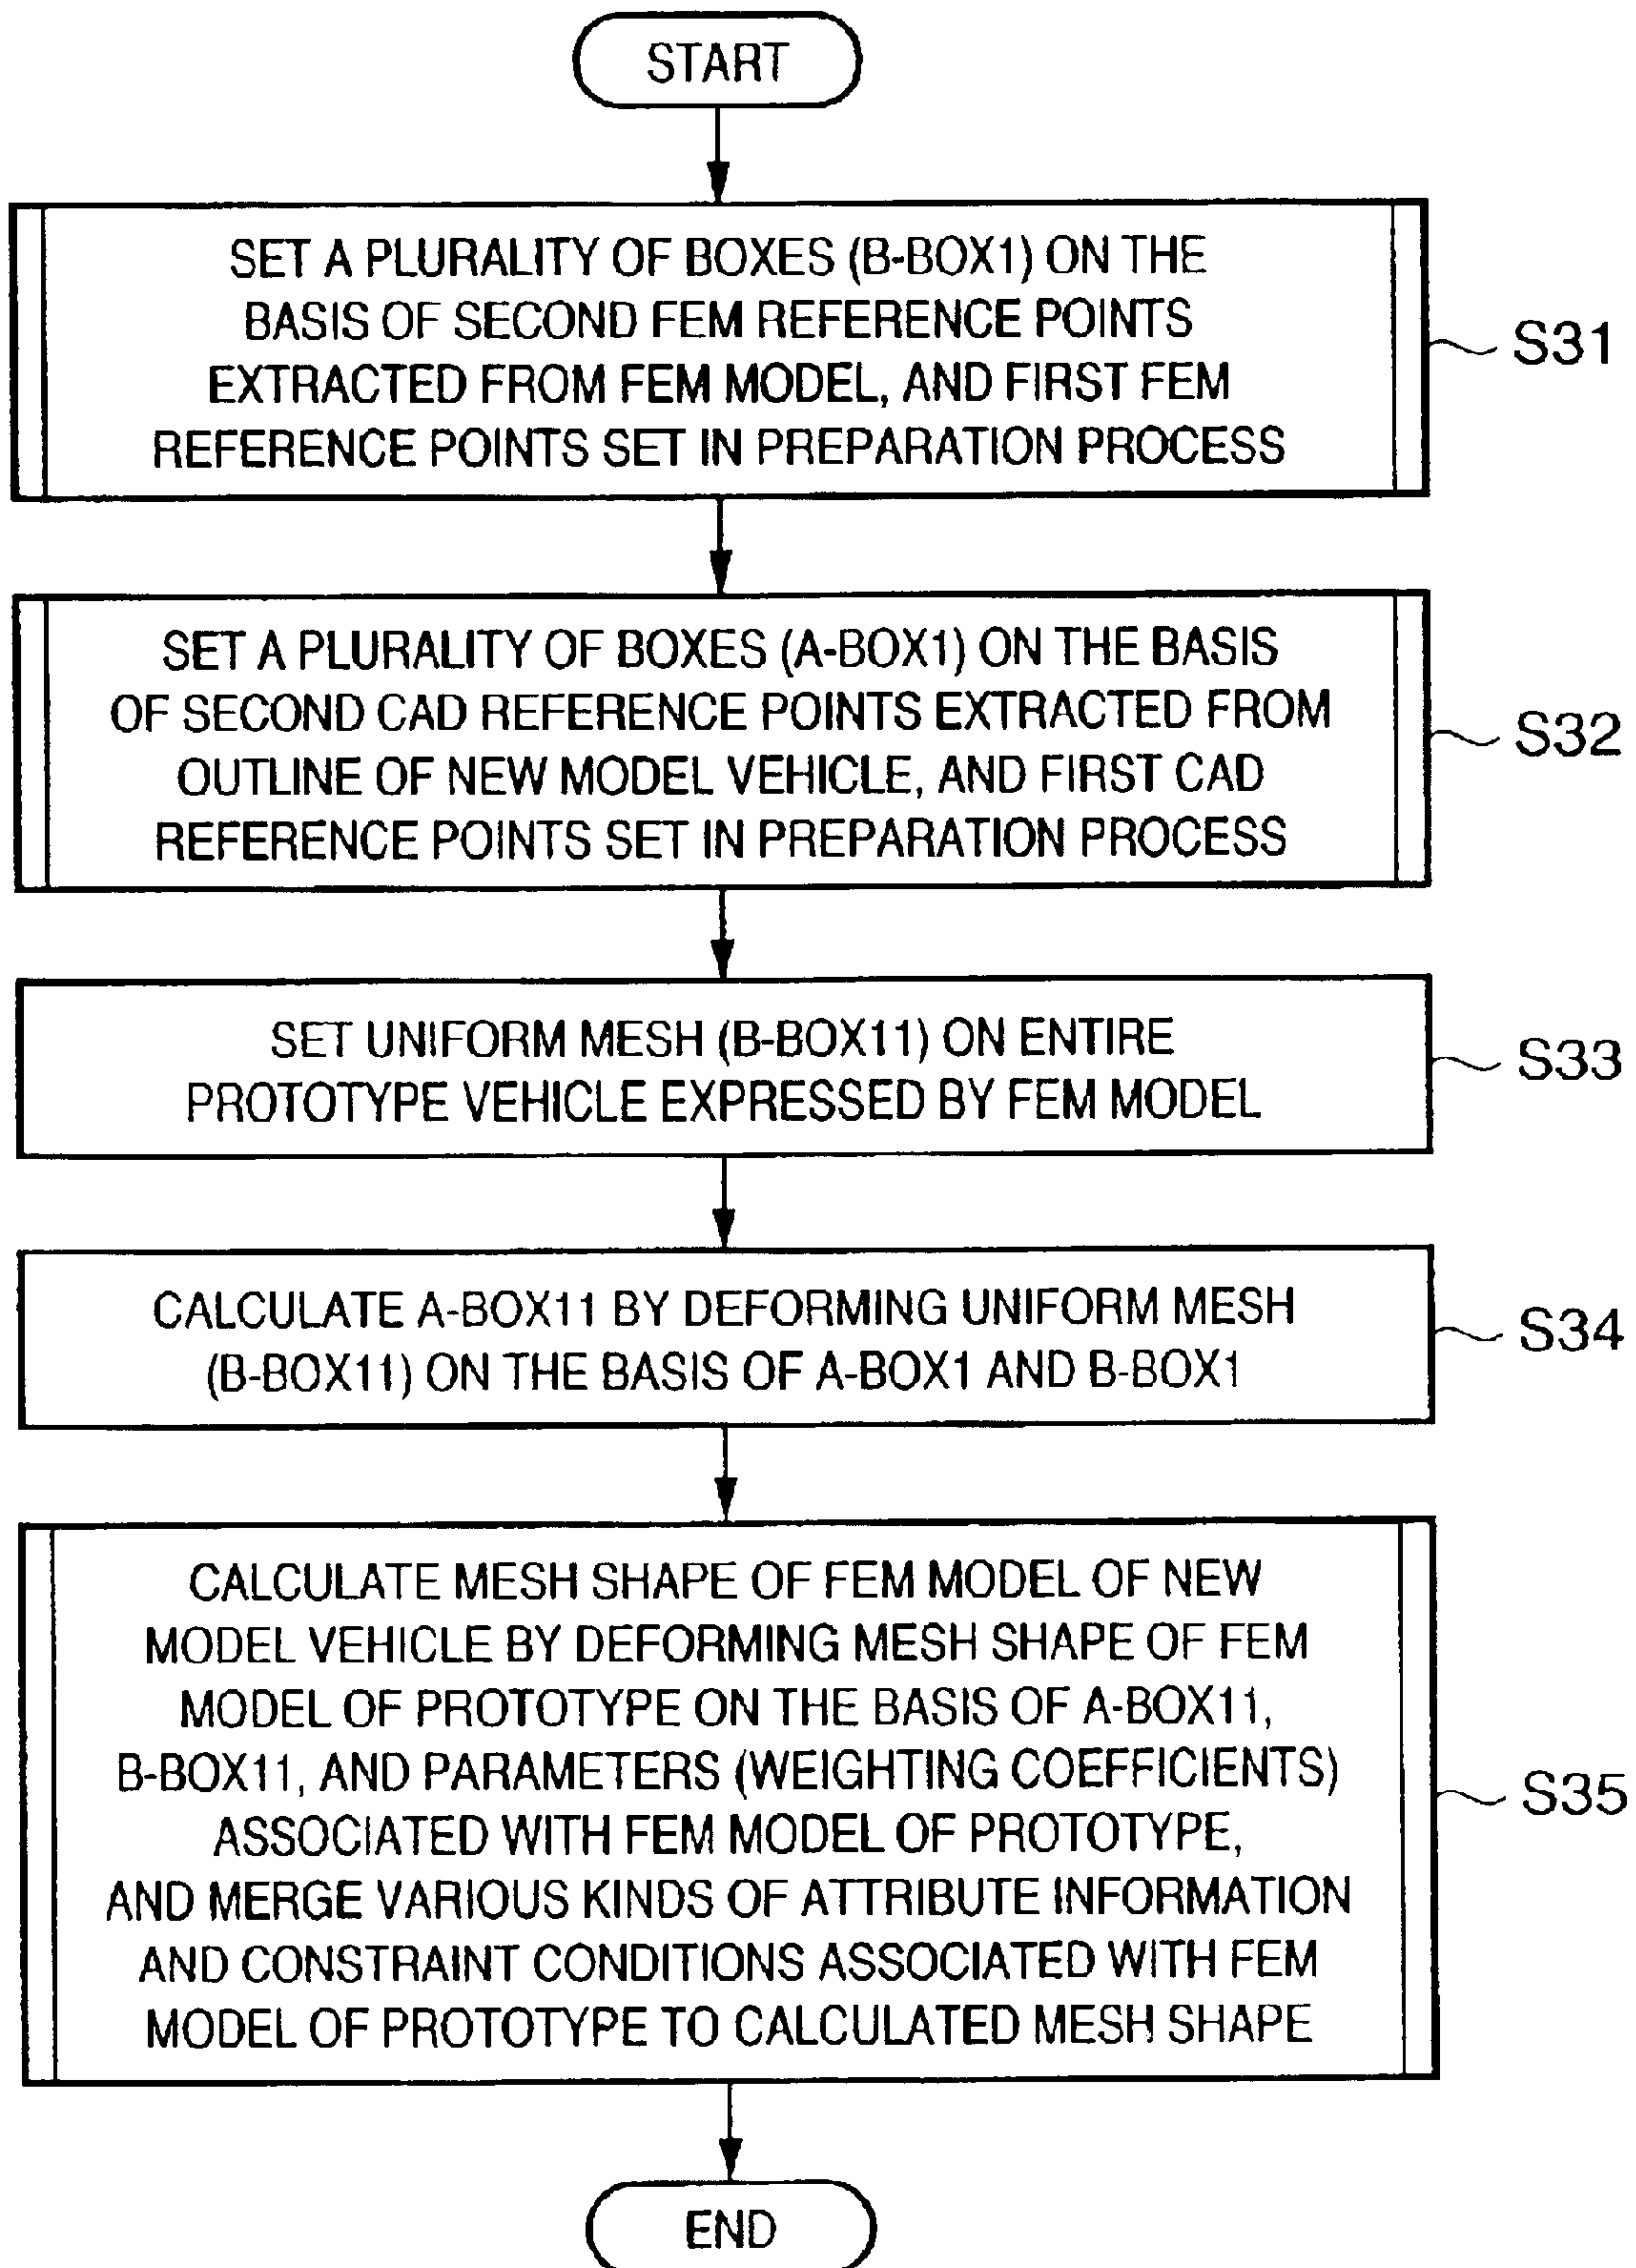 START
SET A PLURALITY OF BOXES (B-BOX1) ON THE
BASIS OF SECOND FEM REFERENCE POINTS
EXTRACTED FROM FEM MODEL, AND FIRST FEM
REFERENCE POINTS SET IN PREPARATION PROCESS
S31
SET A PLURALITY OF BOXES (A-BOX1) ON THE BASIS
OF SECOND CAD REFERENCE POINTS EXTRACTED FROM
OUTLINE OF NEW MODEL VEHICLE, AND FIRST CAD
REFERENCE POINTS SET IN PREPARATION PROCESS
S32
SET UNIFORM MESH (B-BOX11) ON ENTIRE
PROTOTYPE VEHICLE EXPRESSED BY FEM MODEL
S33
CALCULATE A-BOX11 BY DEFORMING UNIFORM MESH
(B-BOX11) ON THE BASIS OF A-BOX1 AND B-BOX1
S34
CALCULATE MESH SHAPE OF FEM MODEL OF NEW
MODEL VEHICLE BY DEFORMING MESH SHAPE OF FEM
MODEL OF PROTOTYPE ON THE BASIS OF A-BOX11,
B-BOX11, AND PARAMETERS (WEIGHTING COEFFICIENTS)
ASSOCIATED WITH FEM MODEL OF PROTOTYPE,
AND MERGE VARIOUS KINDS OF ATTRIBUTE INFORMATION
AND CONSTRAINT CONDITIONS ASSOCIATED WITH FEM
MODEL OF PROTOTYPE TO CALCULATED MESH SHAPE
S35
END